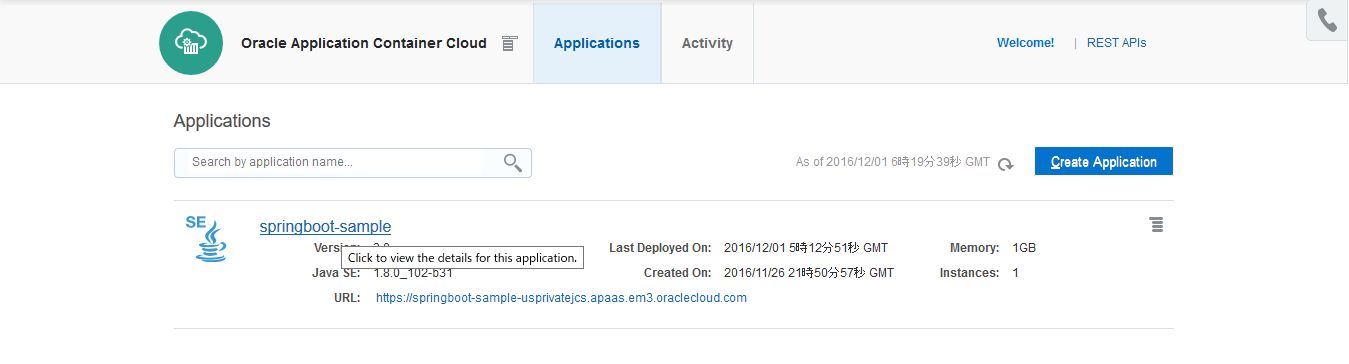 Oracle Application Container Cloud
Applications
Activity
Welcome! | REST APIs
Applications
Search by application name...
As of 2016/12/01 6時19分39秒 GMT
Create Application
SE
springboot-sample
Last Deployed On: 2016/12/01 5時12分51秒 GMT
Memory: 1GB
Click to view the details for this application.
Java SE: 1.8.0_102-b31
Created On: 2016/11/26 21時50分57秒 GMT
Instances: 1
URL: https://springboot-sample-usprivatejcs.apaas.em3.oraclecloud.com